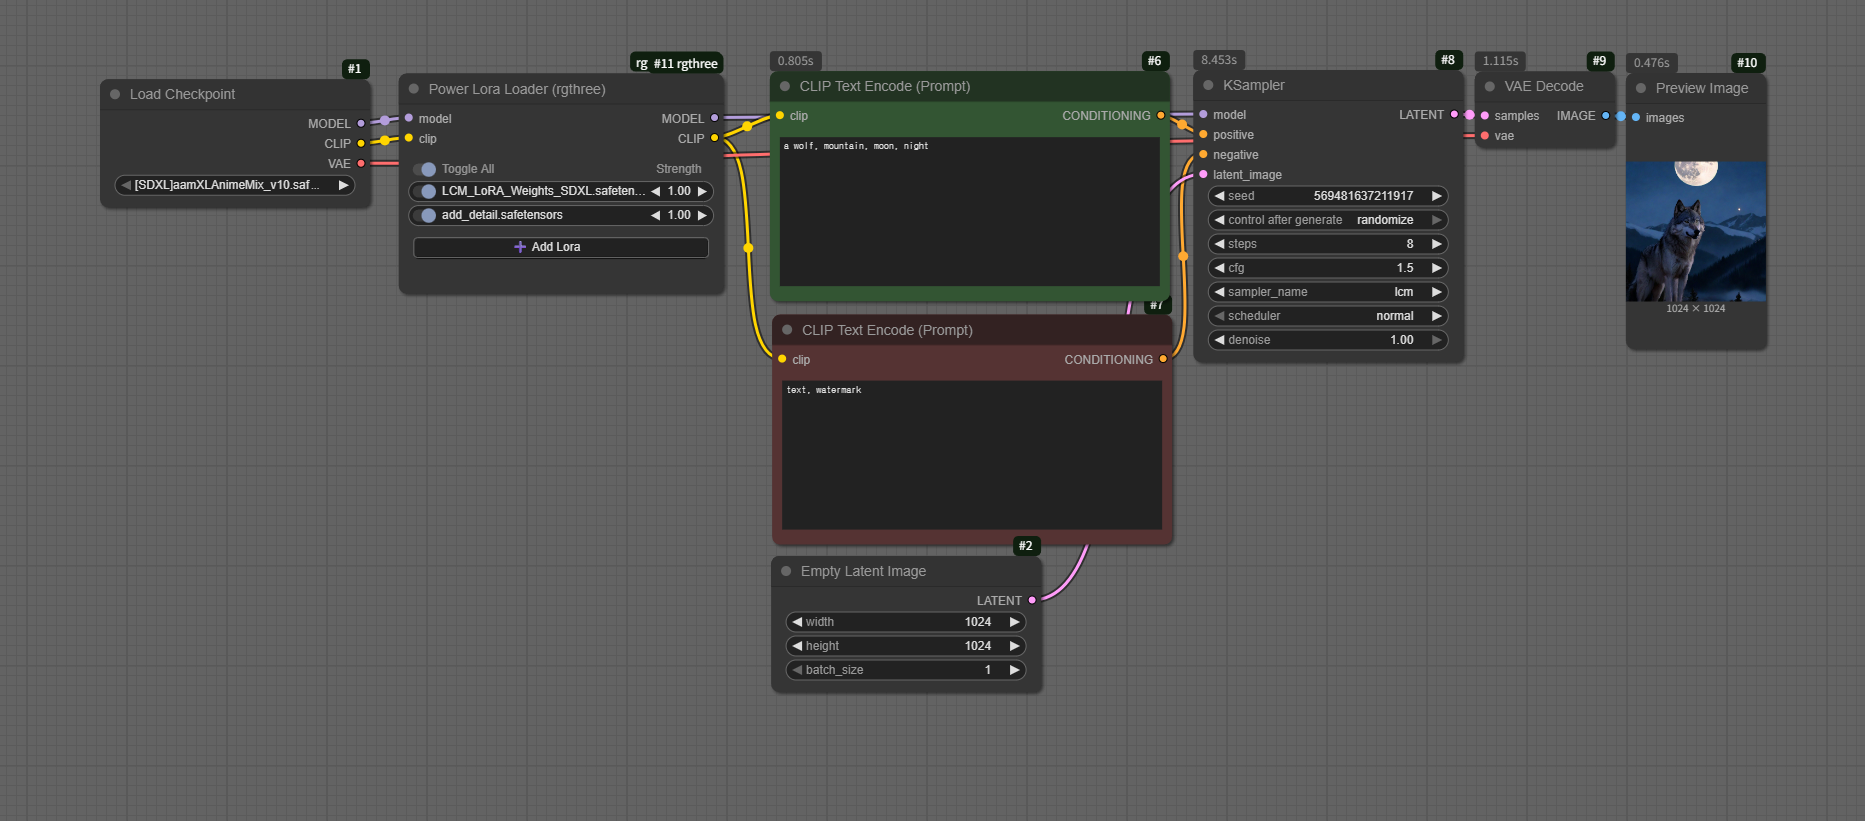 #1
Load Checkpoint
MODEL
CLIP
VAE
[SDXL]aamXLAnimeMix_v10.saf...
rg #11 rgthree
Power Lora Loader (rgthree)
model MODEL
clip CLIP
Toggle All Strength
LCM_LoRA_Weights_SDXL.safeten... 1.00
add_detail.safetensors 1.00
+ Add Lora
0.805s #6
CLIP Text Encode (Prompt)
clip CONDITIONING
a wolf, mountain, moon, night
#7
CLIP Text Encode (Prompt)
clip CONDITIONING
text, watermark
#2
Empty Latent Image
LATENT
width 1024
height 1024
batch_size 1
8.453s #8
KSampler
model LATENT
positive
negative
latent_image
seed 569481637211917
control after generate randomize
steps 8
cfg 1.5
sampler_name lcm
scheduler normal
denoise 1.00
1.115s #9
VAE Decode
samples IMAGE
vae
0.476s #10
Preview Image
images
1024 × 1024